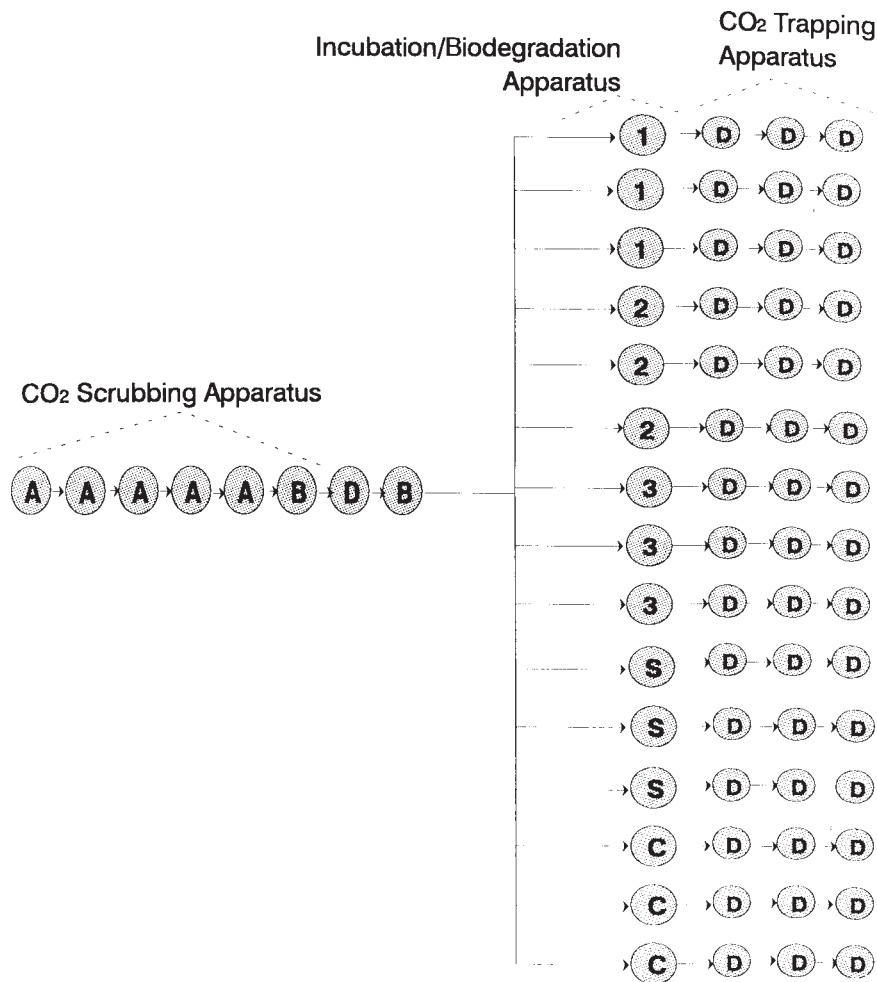 CO2 Trapping
Apparatus
Incubation/Biodegradation
Apparatus
1 D D D
1 D D D
1 D D D
2 D D D
2 D D D
CO2 Scrubbing Apparatus
2 D D D
A A A A A B D B
3 D D D
3 D D D
3 D D D
S D D D
S D D D
S D D D
C D D D
C D D D
C D D D